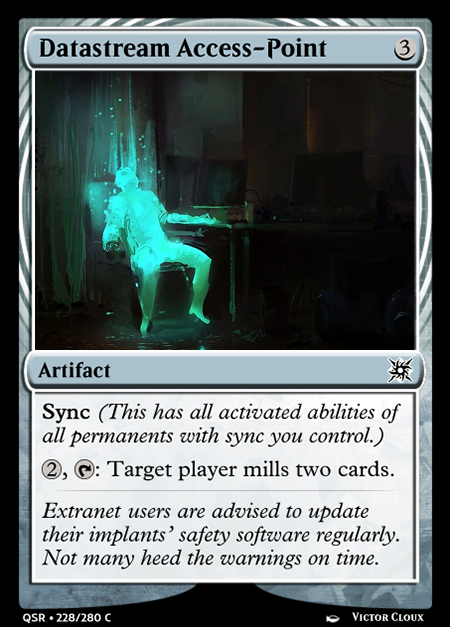 Datastream Access-Point 3
Artifact
Sync (This has all activated abilities of
all permanents with sync you control.)
2, : Target player mills two cards.
Extranet users are advised to update
their implants' safety software regularly.
Not many heed the warnings on time.
QSR • 228/280 C
Victor Cloux